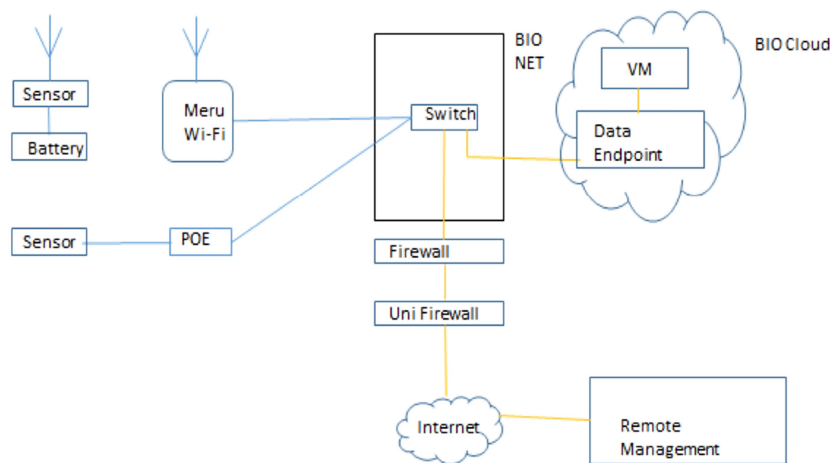 BIO
NET
BIO Cloud
VM
Sensor
Meru
Wi-Fi
Switch
Data
Endpoint
Battery
Sensor
POE
Firewall
Uni Firewall
Internet
Remote
Management